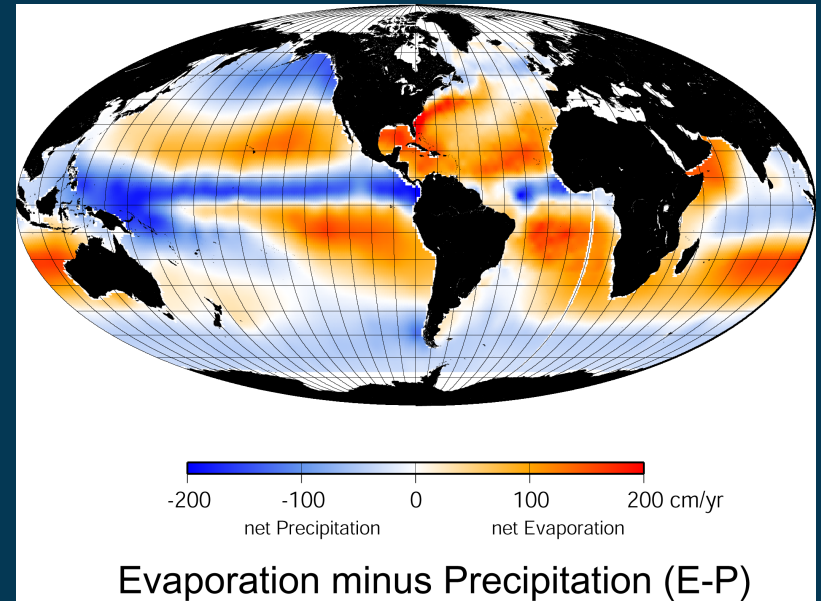 -200 -100 0 100 200 cm/yr
net Precipitation net Evaporation
Evaporation minus Precipitation (E-P)